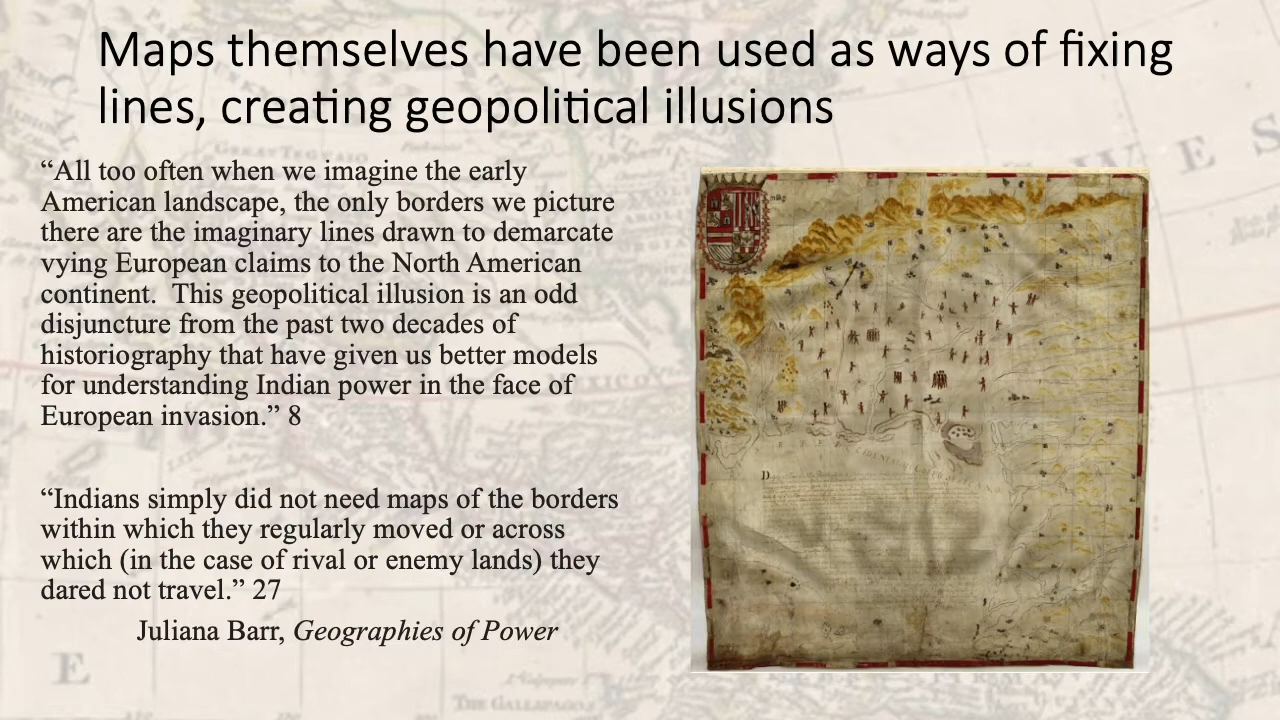 Maps themselves have been used as ways of fixing
lines, creating geopolitical illusions
“All too often when we imagine the early
American landscape, the only borders we picture
there are the imaginary lines drawn to demarcate
vying European claims to the North American
continent.  This geopolitical illusion is an odd
disjuncture from the past two decades of
historiography that have given us better models
for understanding Indian power in the face of
European invasion.” 8
“Indians simply did not need maps of the borders
within which they regularly moved or across
which (in the case of rival or enemy lands) they
dared not travel.” 27
Juliana Barr, Geographies of Power